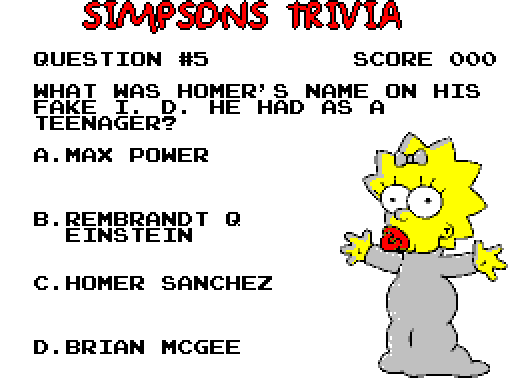 SIMPSONS TRIVIA
QUESTION #5 SCORE 000
WHAT WAS HOMER'S NAME ON HIS
FAKE I. D. HE HAD AS A
TEENAGER?
A.MAX POWER
B.REMBRANDT Q
EINSTEIN
C.HOMER SANCHEZ
D.BRIAN MCGEE